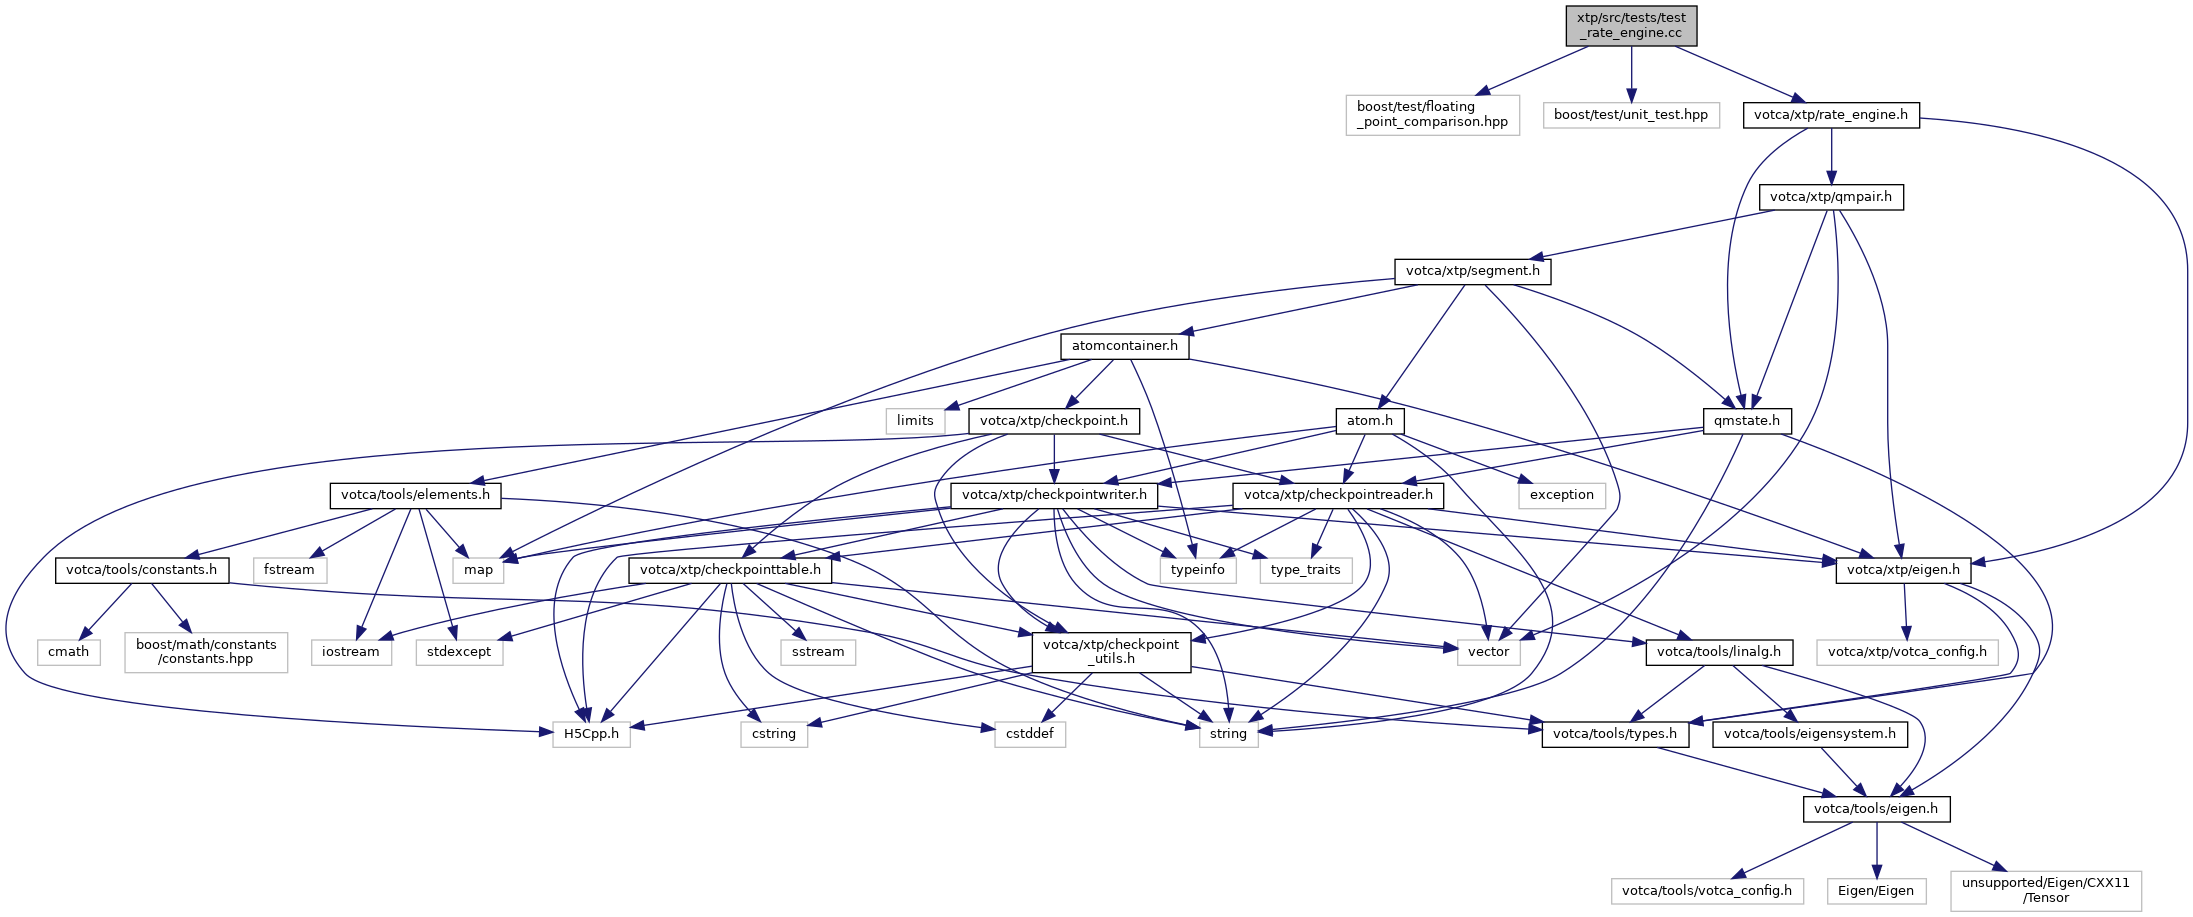 xtp/src/tests/test
_rate_engine.cc
boost/test/floating
_point_comparison.hpp
boost/test/unit_test.hpp
votca/xtp/rate_engine.h
votca/xtp/qmpair.h
votca/xtp/segment.h
atomcontainer.h
limits
votca/xtp/checkpoint.h
atom.h
qmstate.h
votca/tools/elements.h
votca/xtp/checkpointwriter.h
votca/xtp/checkpointreader.h
exception
votca/tools/constants.h
fstream
map
votca/xtp/checkpointtable.h
typeinfo
type_traits
votca/xtp/eigen.h
cmath
boost/math/constants
/constants.hpp
iostream
stdexcept
sstream
votca/xtp/checkpoint
_utils.h
vector
votca/tools/linalg.h
votca/xtp/votca_config.h
H5Cpp.h
cstring
cstddef
string
votca/tools/types.h
votca/tools/eigensystem.h
votca/tools/eigen.h
votca/tools/votca_config.h
Eigen/Eigen
unsupported/Eigen/CXX11
/Tensor